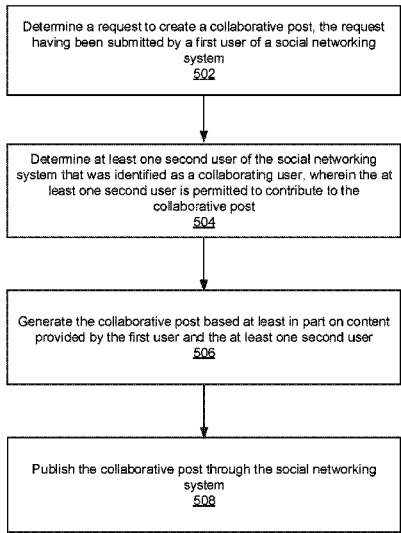 Determine a request to create a collaborative post, the request
having been submitted by a first user of a social networking
system
502
Determine at least one second user of the social networking
system that was identified as a collaborating user, wherein the at
least one second user is permitted to contribute to the
collaborative post
504
Generate the collaborative post based at least in part on content
provided by the first user and the at least one second user
506
Publish the collaborative post through the social networking
system
508